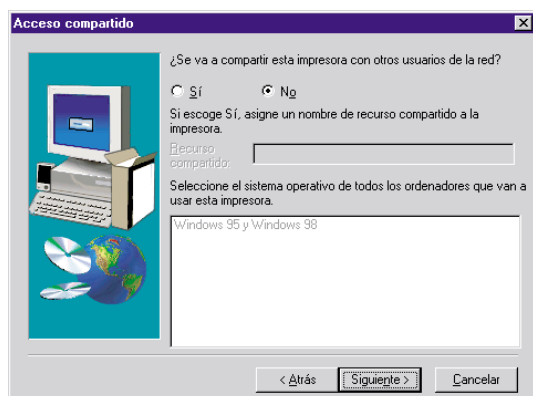 Acceso compartido
¿Se va a compartir esta impresora con otros usuarios de la red?
Sí No
Si escoge Sí, asigne un nombre de recurso compartido a la
impresora.
Recurso
compartido:
Seleccione el sistema operativo de todos los ordenadores que van a
usar esta impresora.
Windows 95 y Windows 98
< Atrás Siguiente > Cancelar